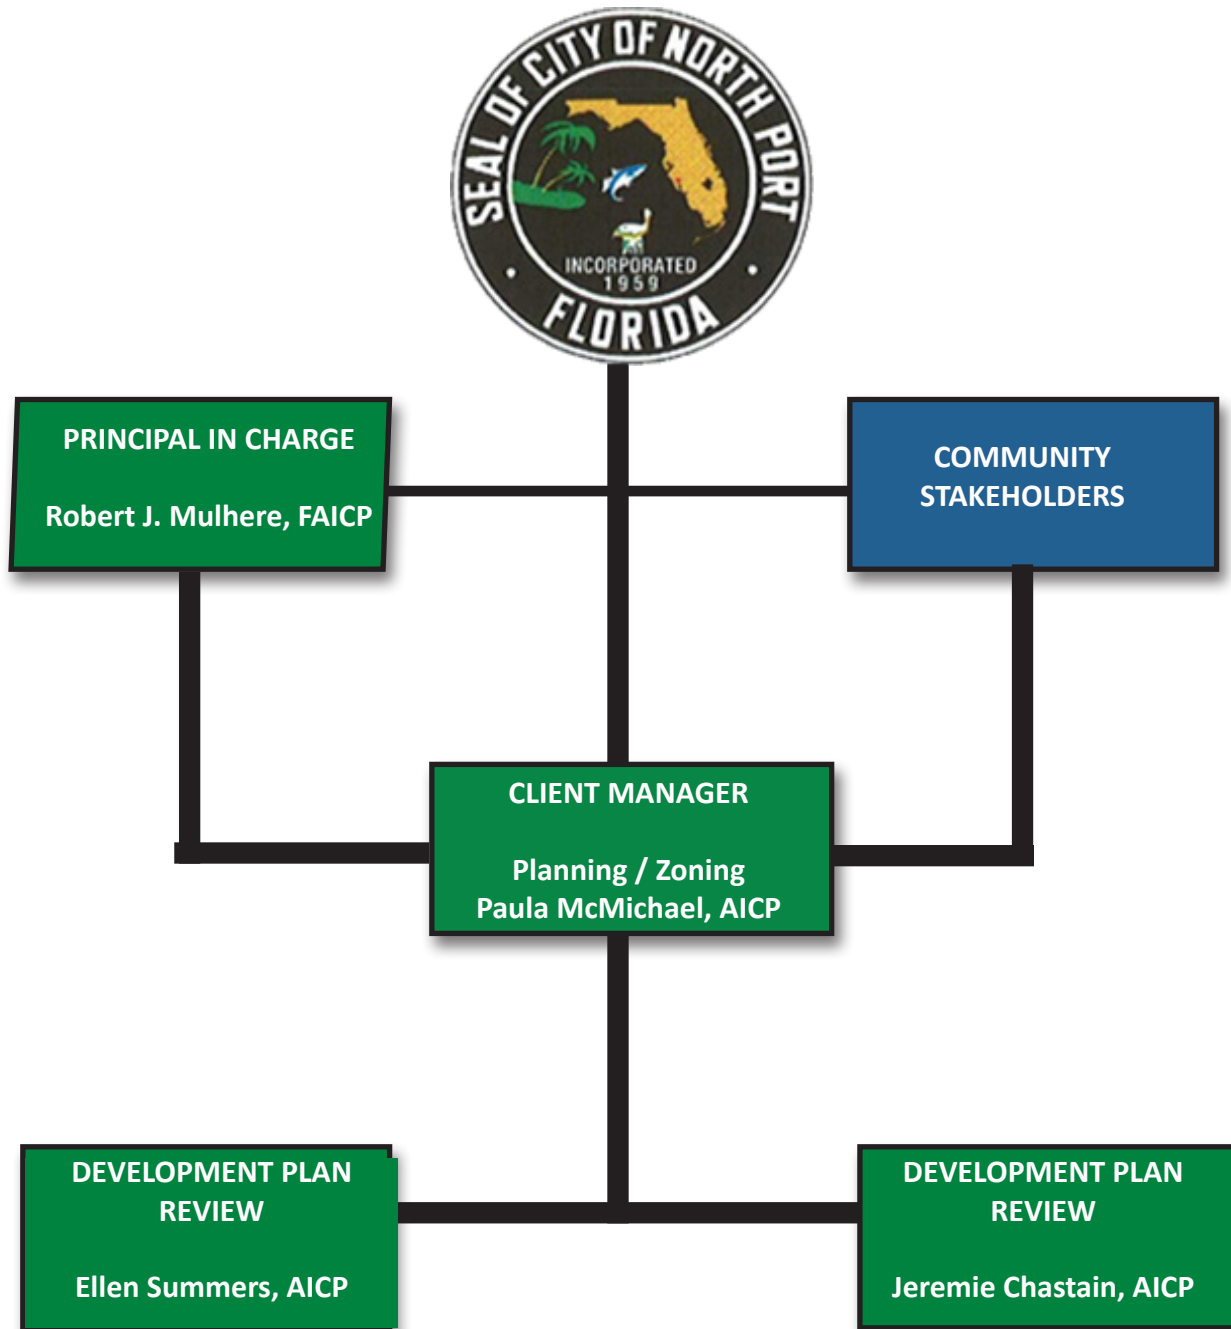 SEAL OF CITY OF NORTH PORT
INCORPORATED
1959
FLORIDA
PRINCIPAL IN CHARGE
Robert J. Mulhere, FAICP
COMMUNITY
STAKEHOLDERS
CLIENT MANAGER
Planning / Zoning
Paula McMichael, AICP
DEVELOPMENT PLAN
REVIEW
Ellen Summers, AICP
DEVELOPMENT PLAN
REVIEW
Jeremie Chastain, AICP